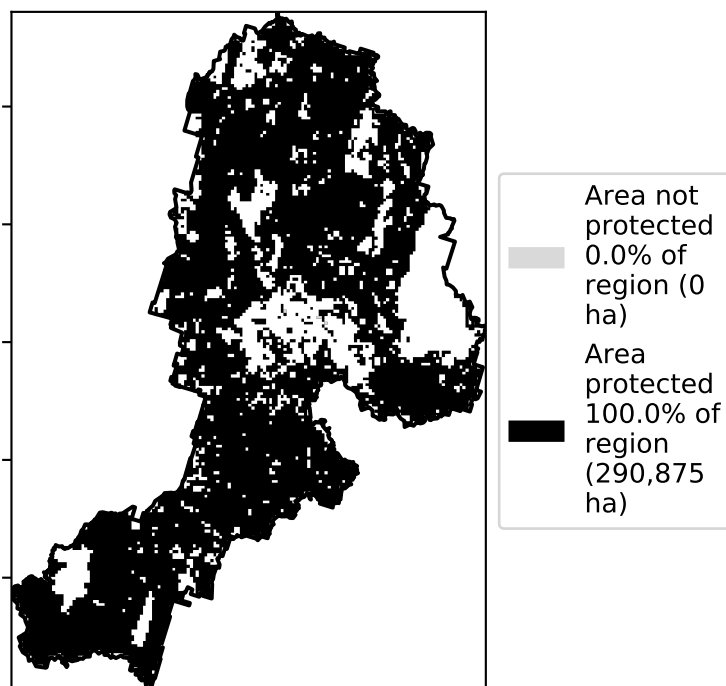 Area not
protected
0.0% of
region (0
ha)
Area
protected
100.0% of
region
(290,875
ha)